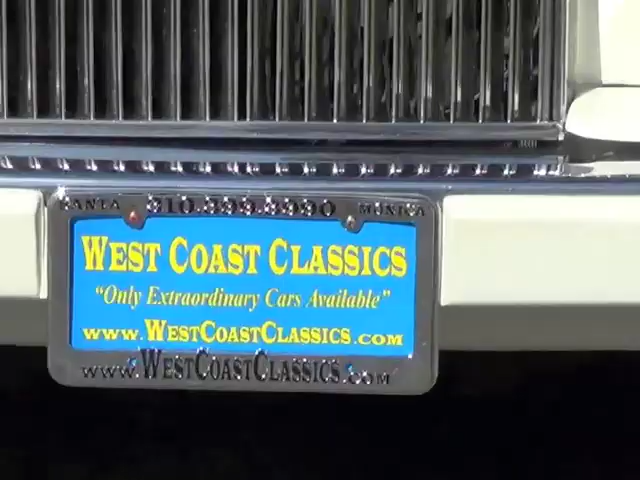 SANTA MONICA
WEST COAST CLASSICS
"Only Extraordinary Cars Available"
WWW.WESTCOASTCLASSICS.COM
WWW.WESTCOASTCLASSICS.COM